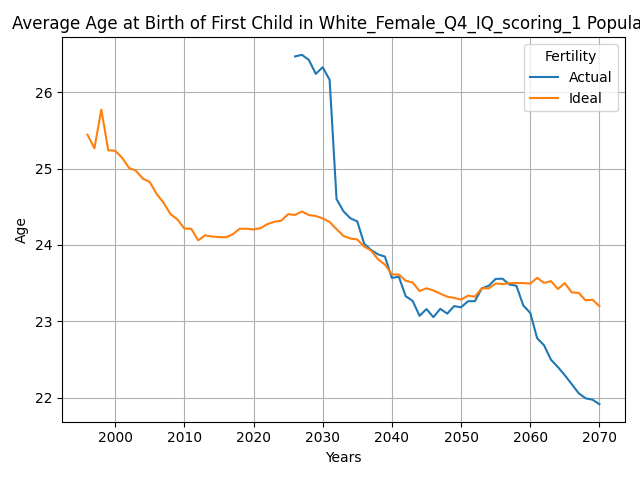 Average Age at Birth of First Child in White_Female_Q4_IQ_scoring_1 Popula
Fertility
Actual
Ideal
26
25
24
23
22
Age
2000 2010 2020 2030 2040 2050 2060 2070
Years